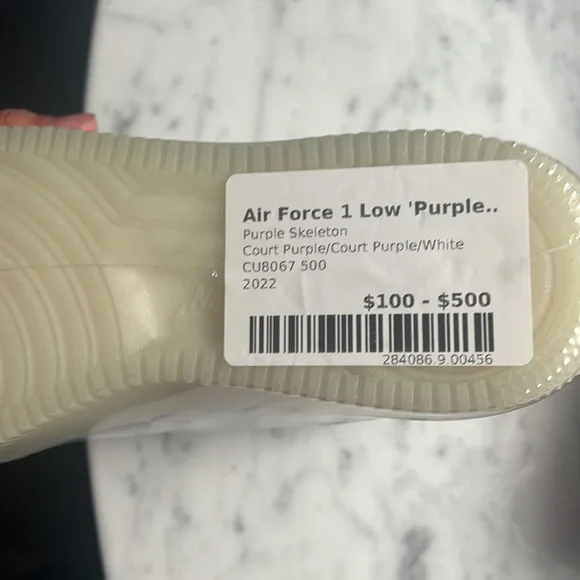 Air Force 1 Low 'Purple..
Purple Skeleton
Court Purple/Court Purple/White
CU8067 500
2022
$100 - $500
284086.9.00456